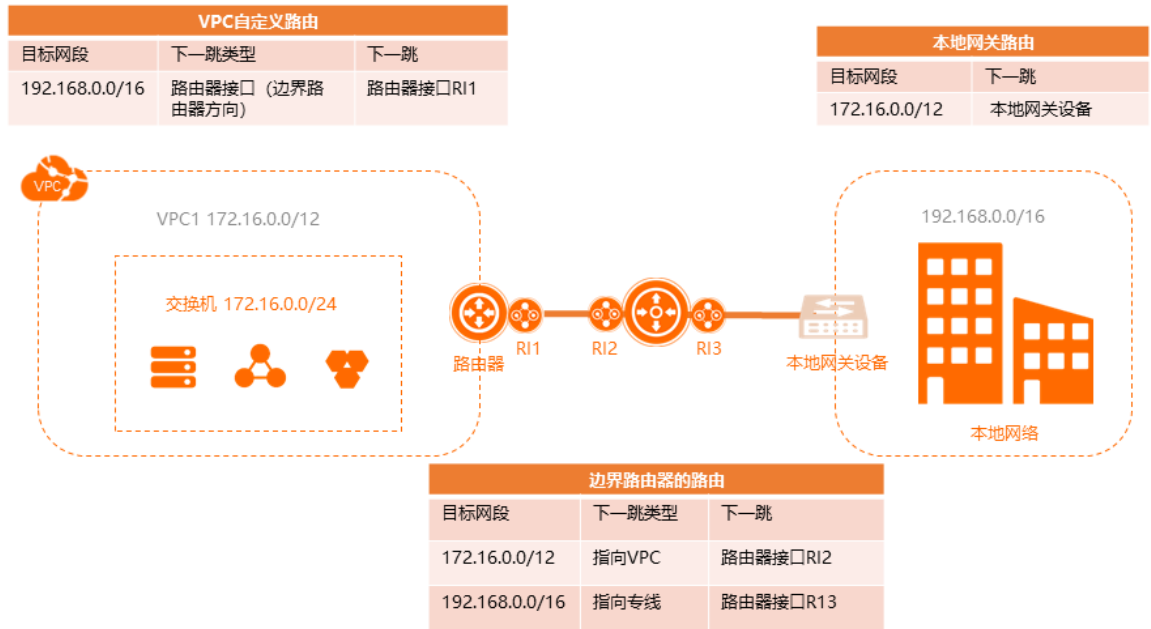 VPC自定义路由
目标网段 下一跳类型 下一跳
192.168.0.0/16 路由器接口（边界路 路由器接口RI1
由器方向）
本地网关路由
目标网段 下一跳
172.16.0.0/12 本地网关设备
VPC
VPC1 172.16.0.0/12
交换机 172.16.0.0/24
路由器
RI1
RI2
RI3
本地网关设备
192.168.0.0/16
本地网络
边界路由器的路由
目标网段 下一跳类型 下一跳
172.16.0.0/12 指向VPC 路由器接口RI2
192.168.0.0/16 指向专线 路由器接口R13